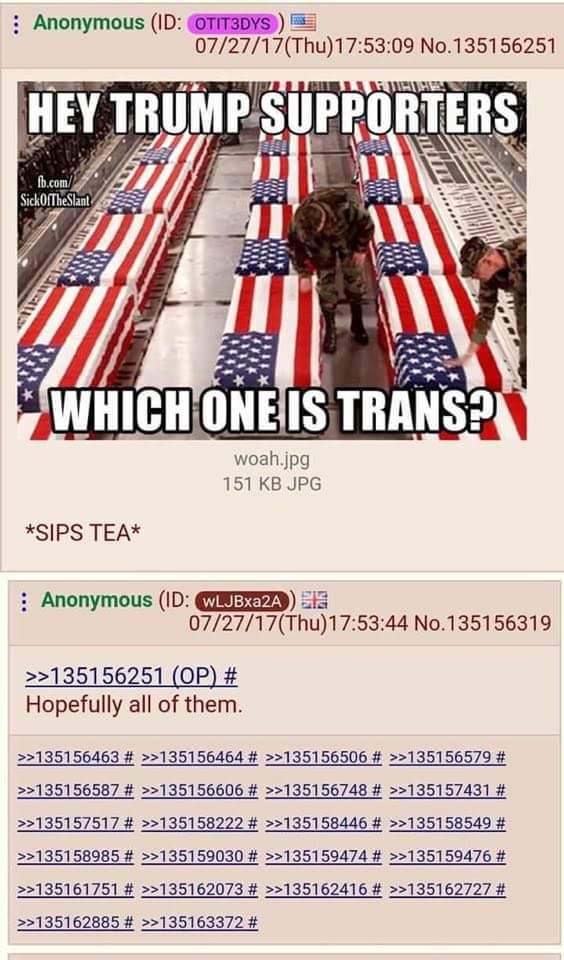 Anonymous (ID: OTIT3DYS)
07/27/17(Thu)17:53:09 No.135156251
HEY TRUMP SUPPORTERS
fb.com/
SickOfTheSlant
WHICH ONE IS TRANS?
woah.jpg
151 KB JPG
*SIPS TEA*
Anonymous (ID: wLJBxa2A)
07/27/17(Thu)17:53:44 No.135156319
>>135156251 (OP) #
Hopefully all of them.
>>135156463 # >>135156464 # >>135156506 # >>135156579 #
>>135156587 # >>135156606 # >>135156748 # >>135157431 #
>>135157517 # >>135158222 # >>135158446 # >>135158549 #
>>135158985 # >>135159030 # >>135159474 # >>135159476 #
>>135161751 # >>135162073 # >>135162416 # >>135162727 #
>>135162885 # >>135163372 #